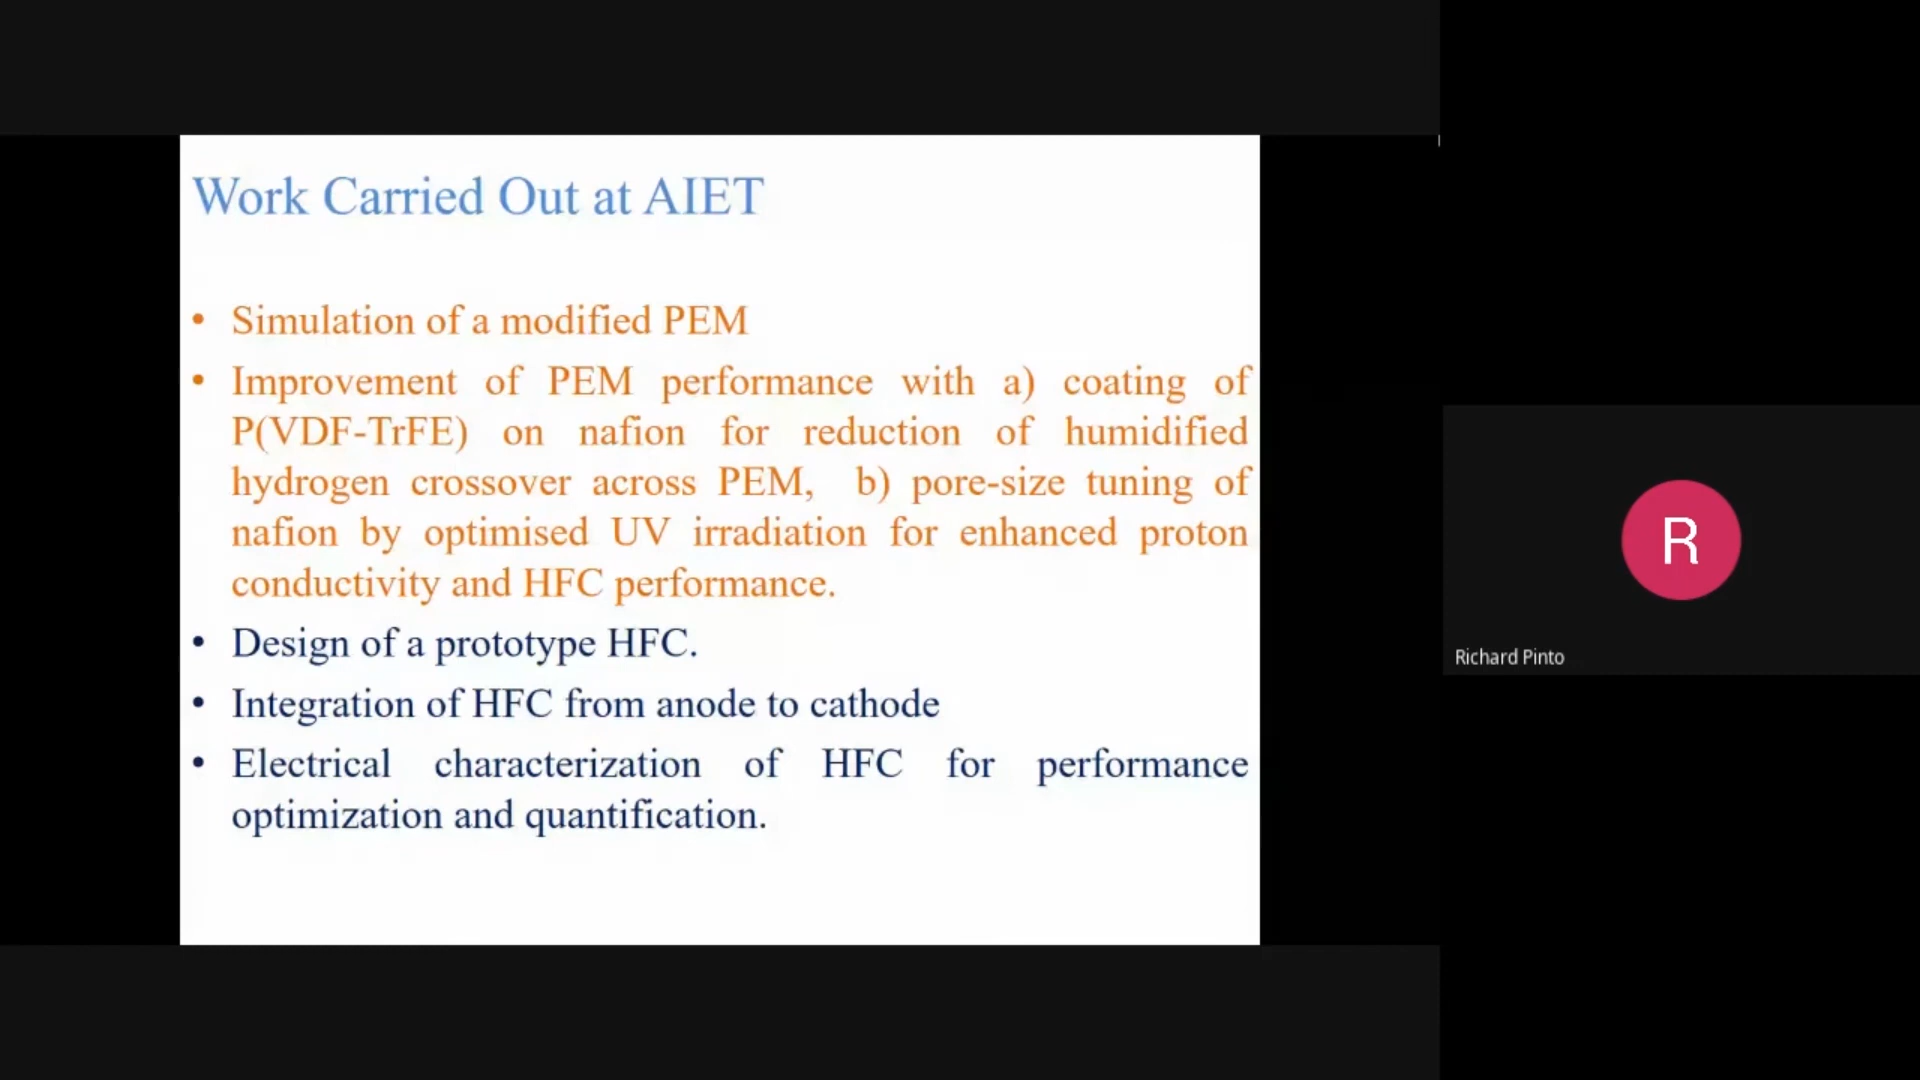 Work Carried Out at AIET
• Simulation of a modified PEM
• Improvement of PEM performance with a) coating of
P(VDF-TrFE) on nafion for reduction of humidified
hydrogen crossover across PEM, b) pore-size tuning of
nafion by optimised UV irradiation for enhanced proton
conductivity and HFC performance.
• Design of a prototype HFC.
• Integration of HFC from anode to cathode
• Electrical characterization of HFC for performance
optimization and quantification.
R
Richard Pinto